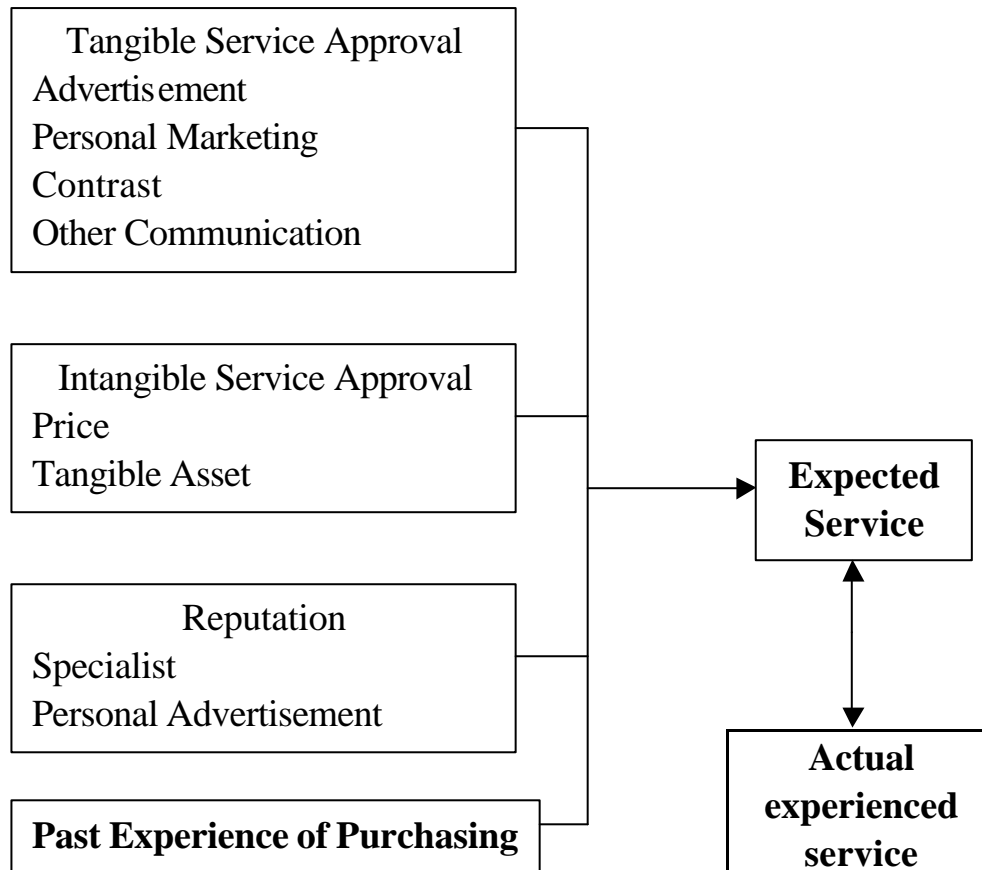 Tangible Service Approval
Advertisement
Personal Marketing
Contrast
Other Communication
Intangible Service Approval
Price
Tangible Asset
Expected
Service
Reputation
Specialist
Personal Advertisement
Past Experience of Purchasing
Actual
experienced
service